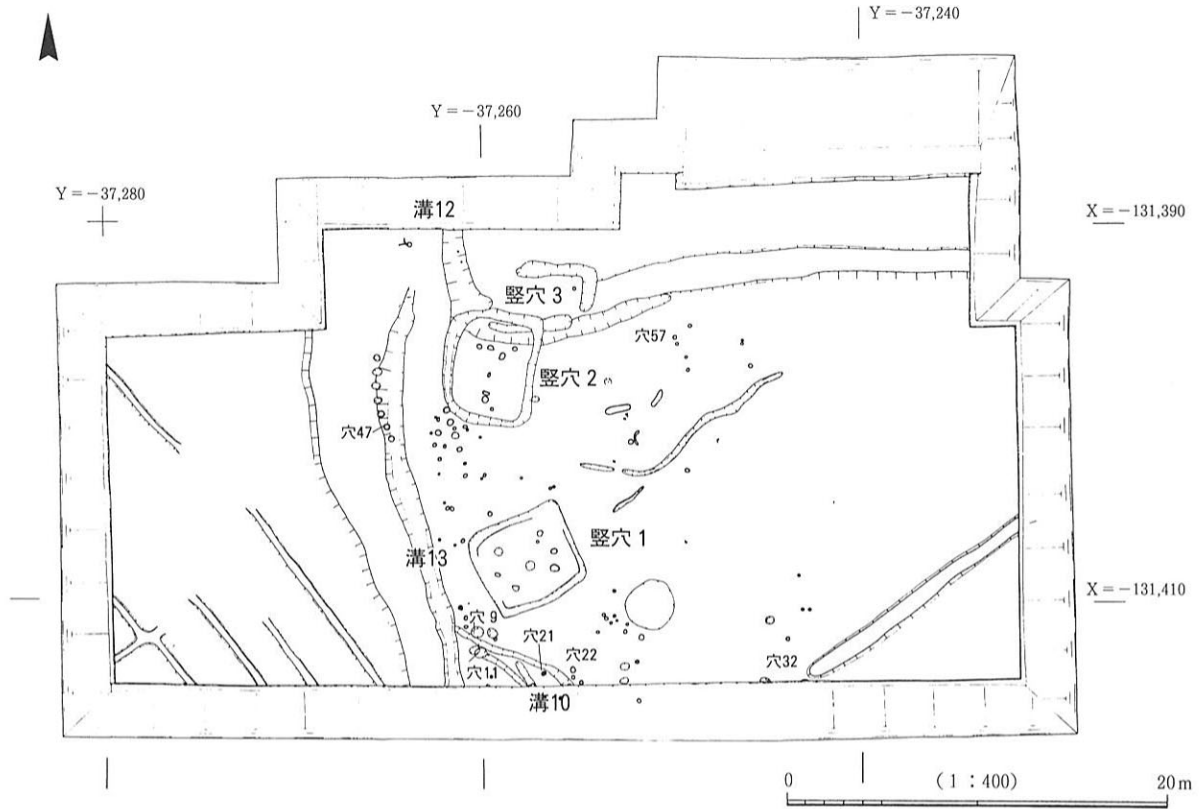 Y=－37,240
Y=－37,260
Y=－37,280
X=－131,390
溝12
竪穴 3
穴57
竪穴 2
穴47
竪穴 1
溝13
X=－131,410
穴 9
穴21
穴22
穴11
穴32
溝10
0 （1：400） 20m